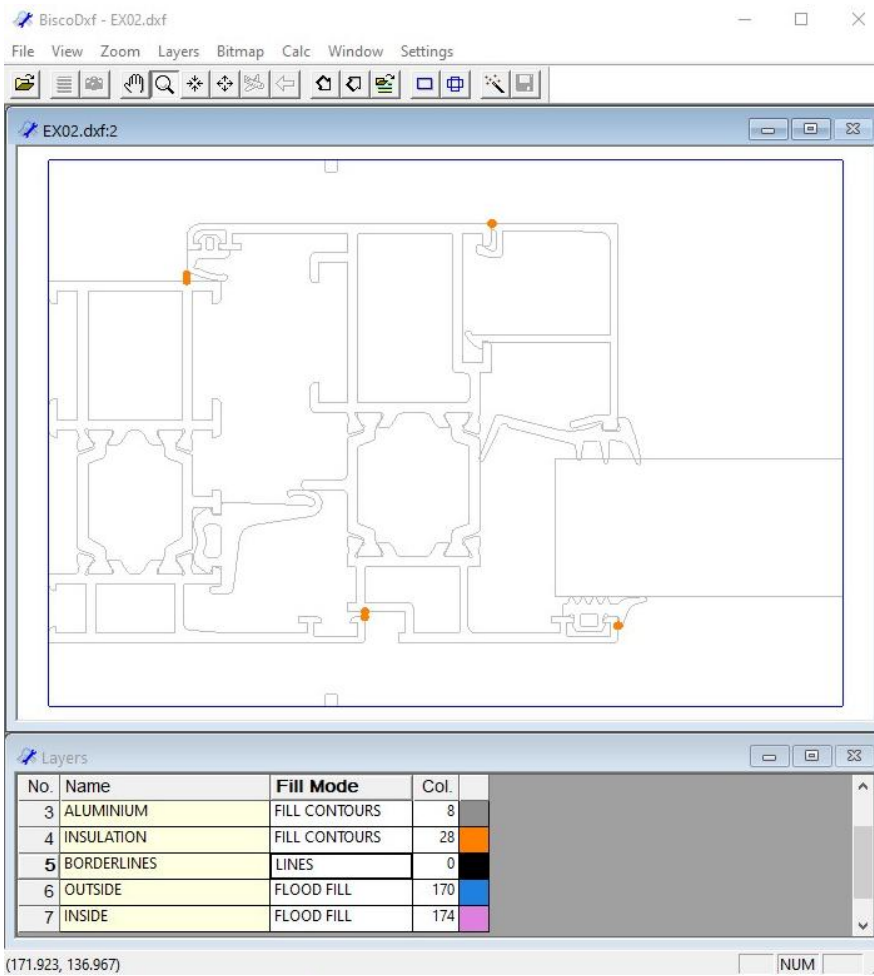 BiscoDxf - EX02.dxf
File View Zoom Layers Bitmap Calc Window Settings
EX02.dxf:2
Layers
No. Name Fill Mode Col.
3 ALUMINIUM FILL CONTOURS 8
4 INSULATION FILL CONTOURS 28
5 BORDERLINES LINES 0
6 OUTSIDE FLOOD FILL 170
7 INSIDE FLOOD FILL 174
(171.923, 136.967) NUM